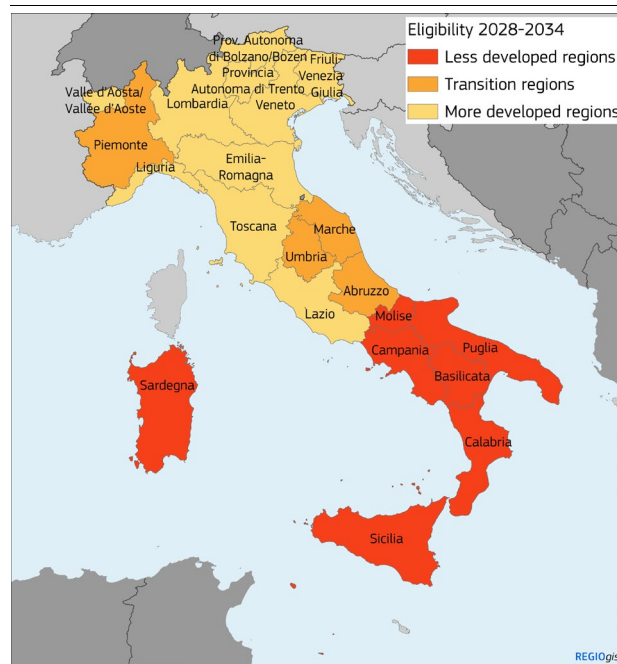 Eligibility 2028-2034
Less developed regions
Transition regions
More developed regions
Prov. Autonoma
di Bolzano/Bozen
Friuli-
Venezia
Giulia
Provincia
Autonoma di Trento
Valle d'Aosta/
Vallée d'Aoste
Lombardia
Veneto
Piemonte
Liguria
Emilia-
Romagna
Toscana
Marche
Umbria
Abruzzo
Lazio
Molise
Campania
Puglia
Basilicata
Sardegna
Calabria
Sicilia
REGIOgis